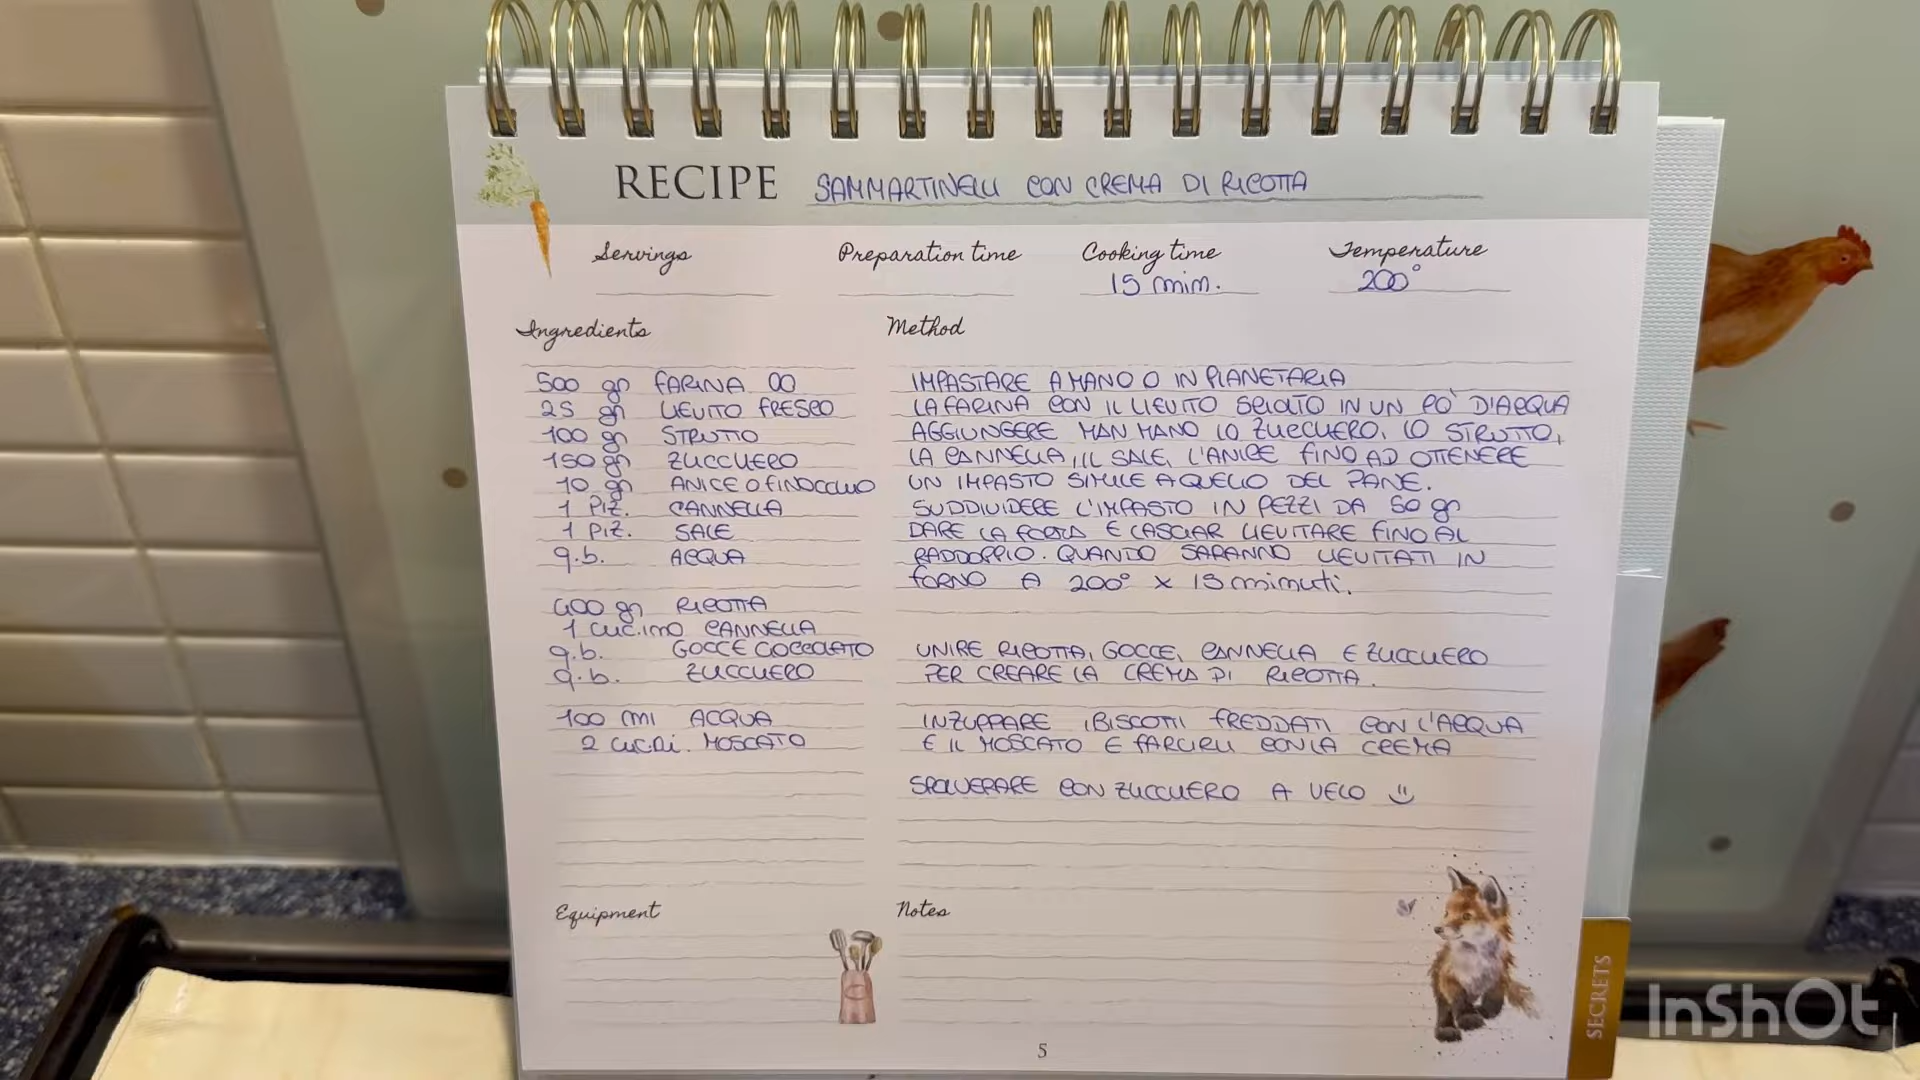 RECIPE SAMMARTINELLI CON CREMA DI RICOTTA
Servings Preparation time Cooking time Temperature
15 min. 200°
Ingredients
500 gr FARINA 00
25 gr LIEVITO FRESCO
100 gr STRUTTO
150 gr ZUCCHERO
10 gr ANICE O FINOCCHIO
1 PIZ. CANNELLA
1 PIZ. SALE
q.b. ACQUA
400 gr RICOTTA
1 CUC.INO CANNELLA
q.b. GOCCE COCCOLATO
q.b. ZUCCHERO
100 ml ACQUA
2 CUCAI. MOSCATO
Method
IMPASTARE A MANO O IN PLANETARIA
LA FARINA CON IL LIEVITO SCIOLTO IN UN PO' D'ACQUA
AGGIUNGERE MAN MANO LO ZUCCHERO, LO STRUTTO,
LA CANNELLA, IL SALE, L'ANICE FINO AD OTTENERE
UN IMPASTO SIMILE A QUELLO DEL PANE.
SUDDIVIDERE L'IMPASTO IN PEZZI DA 50 gr
DARE LA FORMA E LASCIAR LIEVITARE FINO AL
RADDOPPIO. QUANDO SARANNO LIEVITATI IN
FORNO A 200° x 15 minuti.
UNIRE RICOTTA, GOCCE, CANNELLA E ZUCCHERO
PER CREARE LA CREMA DI RICOTTA.
INZUPPARE I BISCOTTI FREDDATI CON L'ACQUA
E IL MOSCATO E FARCIRLI CON LA CREMA
SPOLVERARE CON ZUCCHERO A VELO
Equipment
Notes
5
SECRETS
InShOt